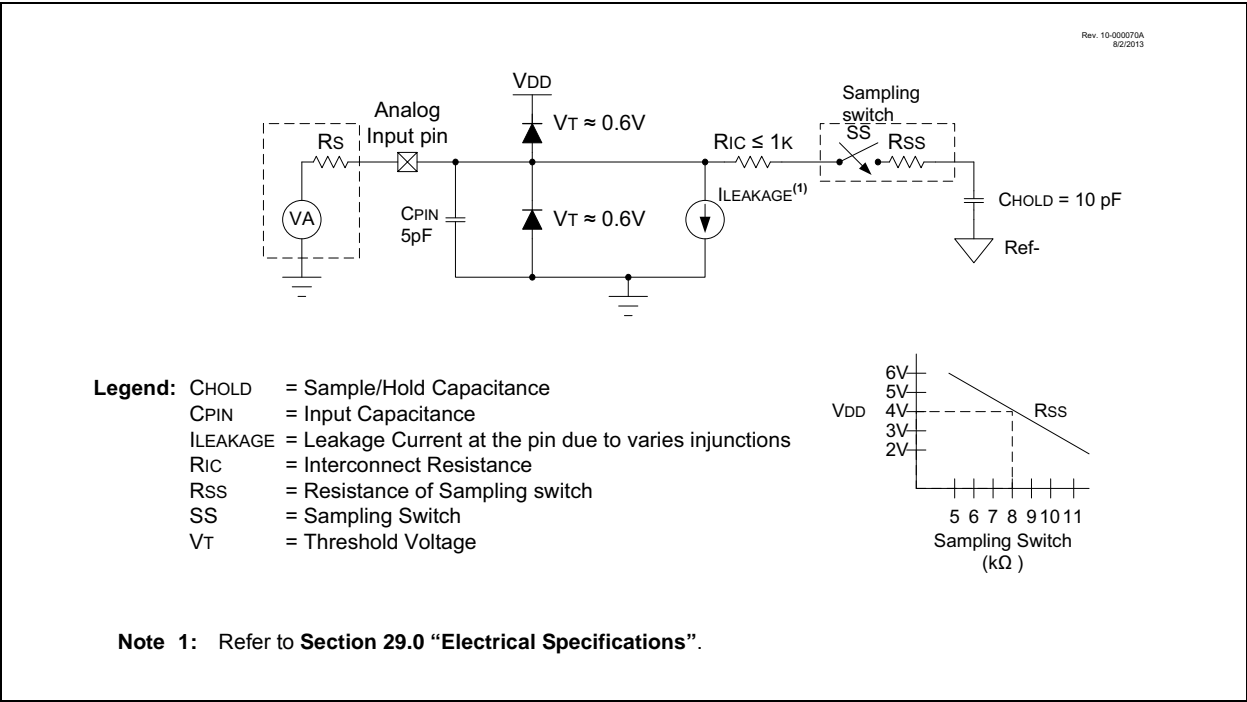 Rev. 10-000070A
8/2/2013
VDD
Analog
Input pin
VT ≈ 0.6V
Sampling
switch
SS
RS
RIC ≤ 1K
RSS
VA
CPIN
5pF
VT ≈ 0.6V
ILEAKAGE(1)
CHOLD = 10 pF
Ref-
Legend: CHOLD = Sample/Hold Capacitance
CPIN = Input Capacitance
ILEAKAGE = Leakage Current at the pin due to varies injunctions
RIC = Interconnect Resistance
RSS = Resistance of Sampling switch
SS = Sampling Switch
VT = Threshold Voltage
6V
5V
VDD 4V RSS
3V
2V
5 6 7 8 9 10 11
Sampling Switch
(kΩ )
Note 1: Refer to Section 29.0 “Electrical Specifications”.